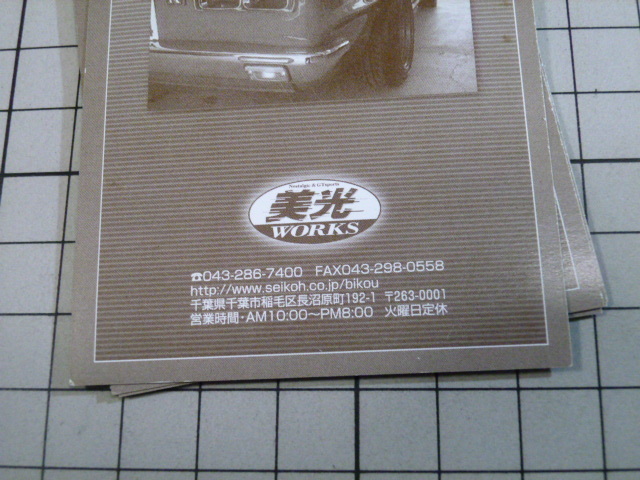 Nostalgic & GTsports
美光
WORKS
☎043-286-7400 FAX043-298-0558
http://www.seikoh.co.jp/bikou
千葉県千葉市稲毛区長沼原町192-1 〒263-0001
営業時間・AM10:00〜PM8:00 火曜日定休